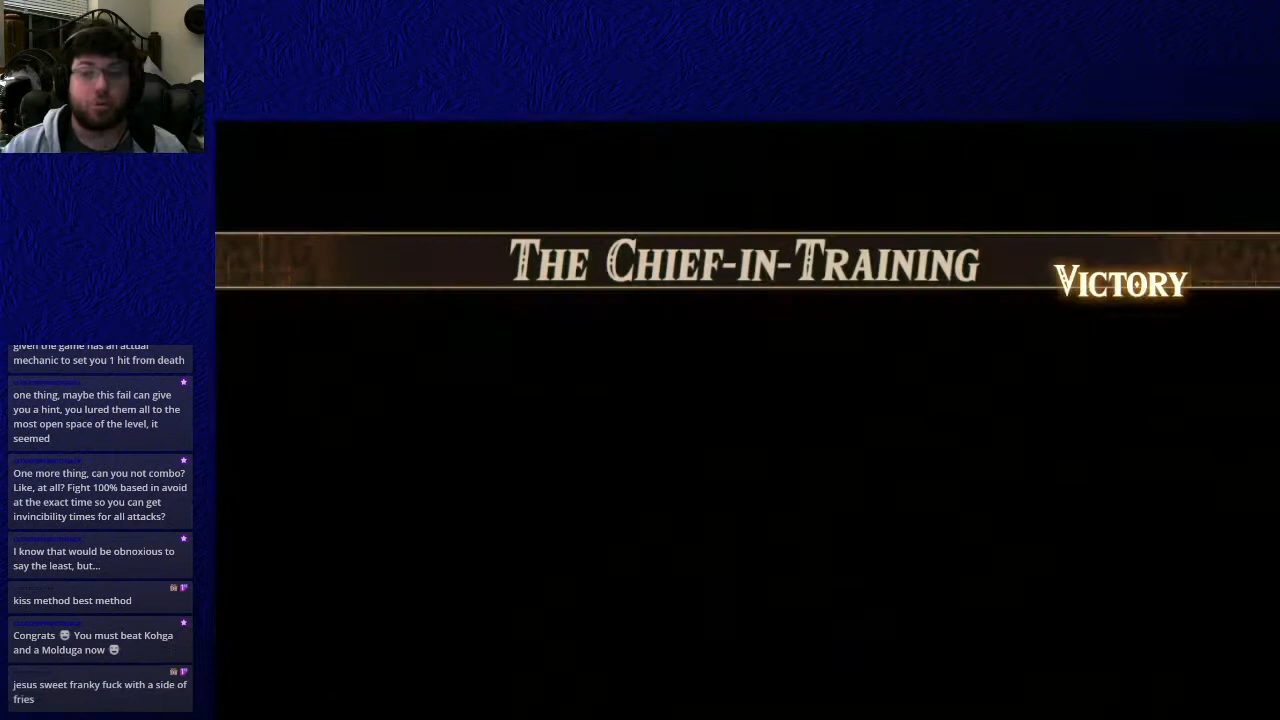 The Chief-in-Training
Victory
given the game has an actual
mechanic to set you 1 hit from death
one thing, maybe this fail can give
you a hint, you lured them all to the
most open space of the level, it
seemed
One more thing, can you not combo?
Like, at all? Fight 100% based in avoid
at the exact time so you can get
invincibility times for all attacks?
I know that would be obnoxious to
say the least, but...
kiss method best method
Congrats You must beat Kohga
and a Molduga now
jesus sweet franky fuck with a side of
fries